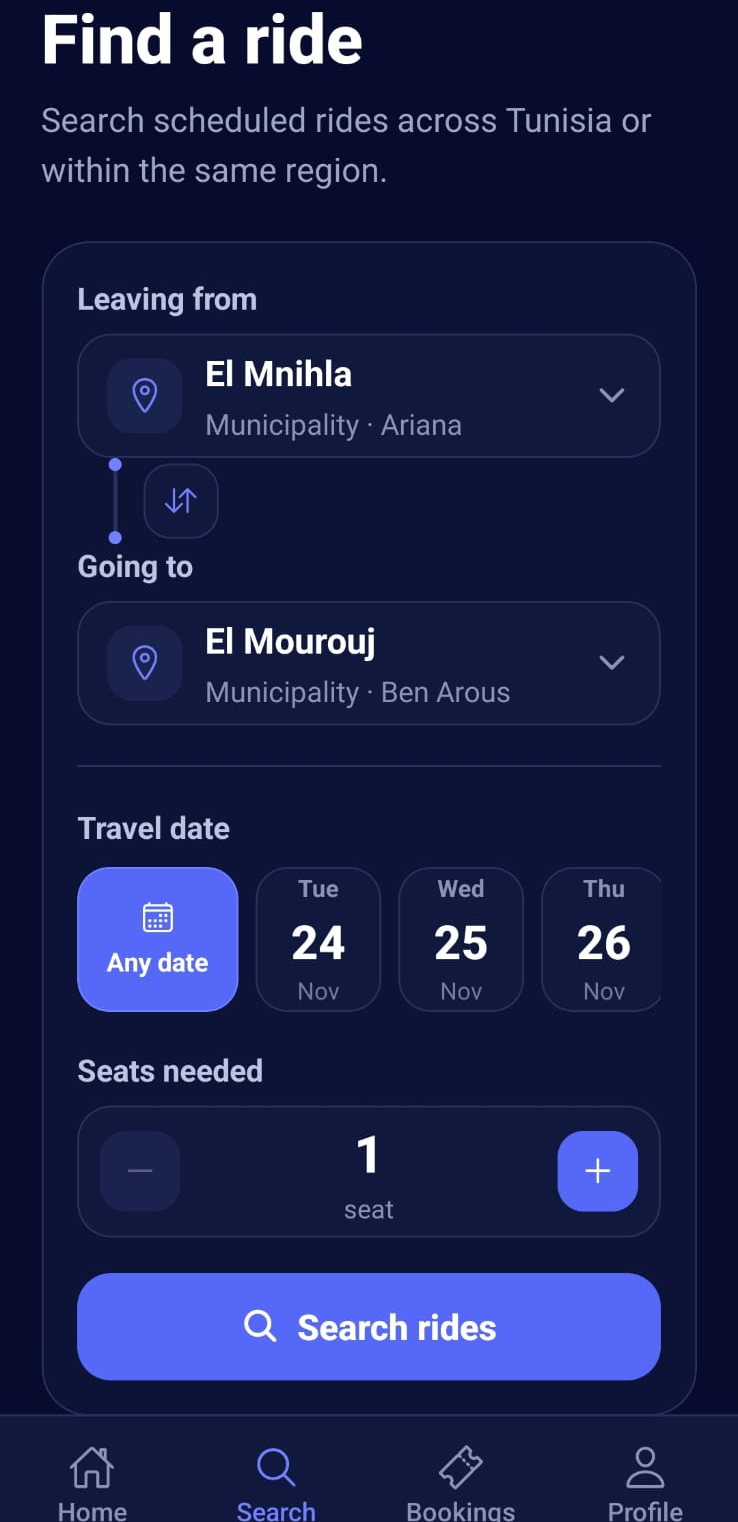 Find a ride
Search scheduled rides across Tunisia or
within the same region.
Leaving from
El Mnihla
Municipality · Ariana
Going to
El Mourouj
Municipality · Ben Arous
Travel date
Any date
Tue
24
Nov
Wed
25
Nov
Thu
26
Nov
Seats needed
1
seat
Search rides
Home
Search
Bookings
Profile